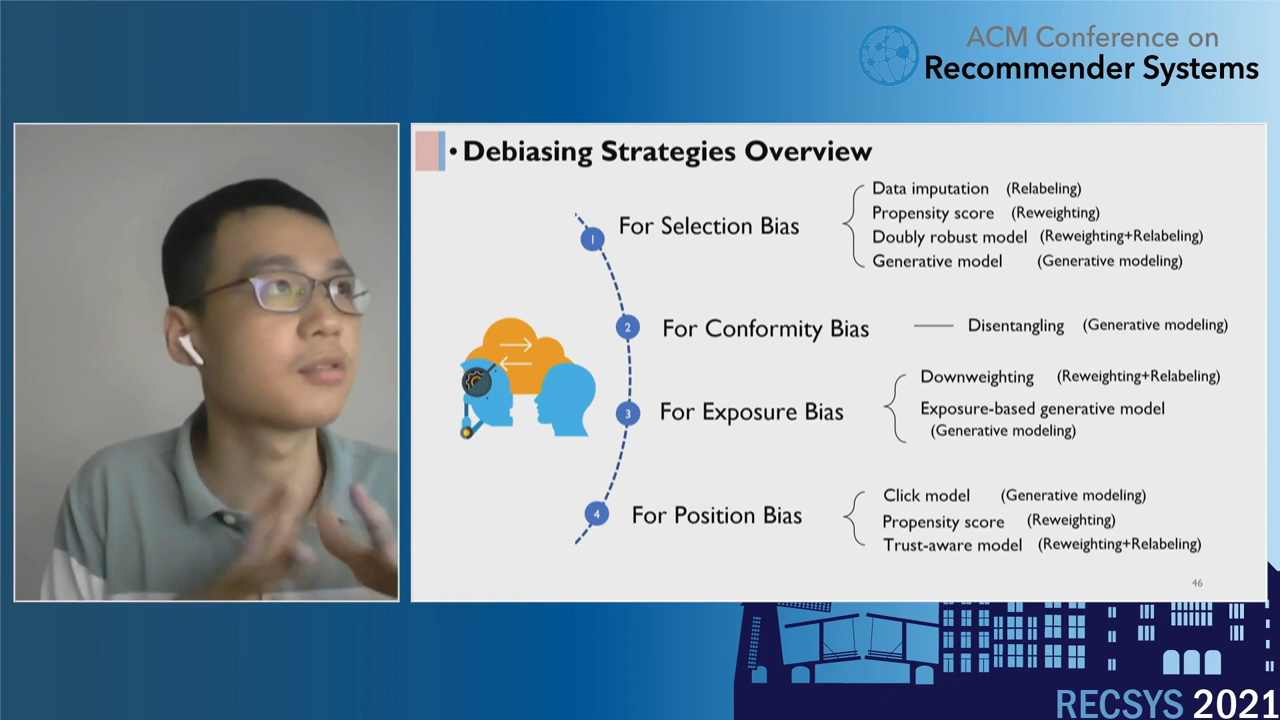 ACM Conference on
Recommender Systems
• Debiasing Strategies Overview
1
For Selection Bias
Data imputation (Relabeling)
Propensity score (Reweighting)
Doubly robust model (Reweighting+Relabeling)
Generative model (Generative modeling)
2
For Conformity Bias
Disentangling (Generative modeling)
3
For Exposure Bias
Downweighting (Reweighting+Relabeling)
Exposure-based generative model
(Generative modeling)
4
For Position Bias
Click model (Generative modeling)
Propensity score (Reweighting)
Trust-aware model (Reweighting+Relabeling)
46
RECSYS 2021